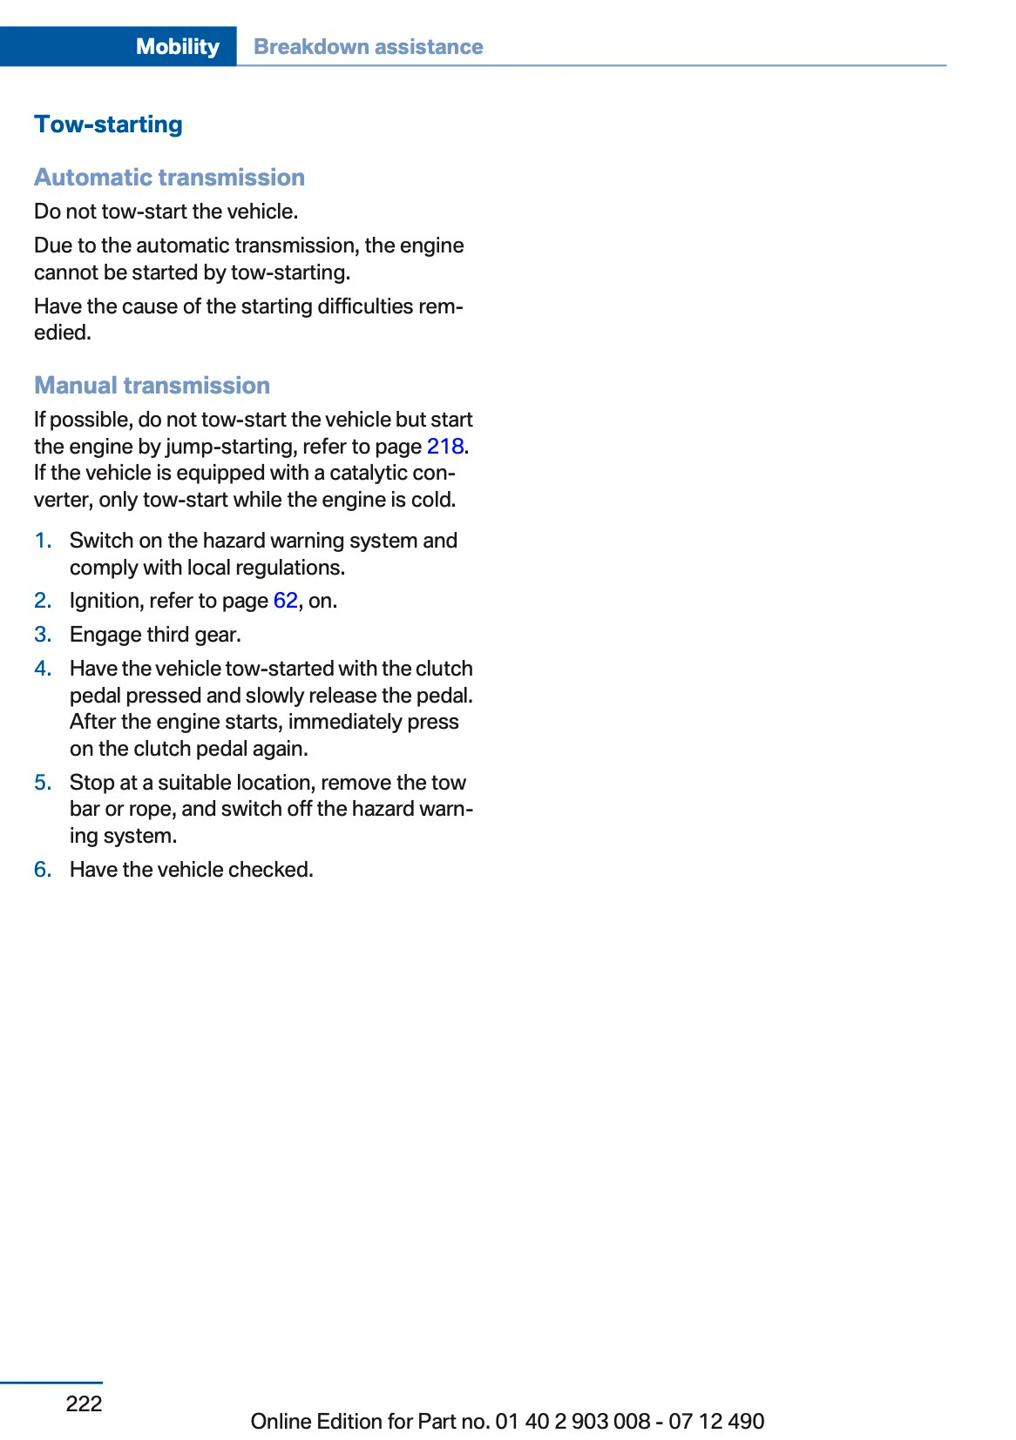 Mobility Breakdown assistance
Tow-starting
Automatic transmission
Do not tow-start the vehicle.
Due to the automatic transmission, the engine
cannot be started by tow-starting.
Have the cause of the starting difficulties rem-
edied.
Manual transmission
If possible, do not tow-start the vehicle but start
the engine by jump-starting, refer to page 218.
If the vehicle is equipped with a catalytic con-
verter, only tow-start while the engine is cold.
1. Switch on the hazard warning system and
comply with local regulations.
2. Ignition, refer to page 62, on.
3. Engage third gear.
4. Have the vehicle tow-started with the clutch
pedal pressed and slowly release the pedal.
After the engine starts, immediately press
on the clutch pedal again.
5. Stop at a suitable location, remove the tow
bar or rope, and switch off the hazard warn-
ing system.
6. Have the vehicle checked.
222
Online Edition for Part no. 01 40 2 903 008 - 07 12 490